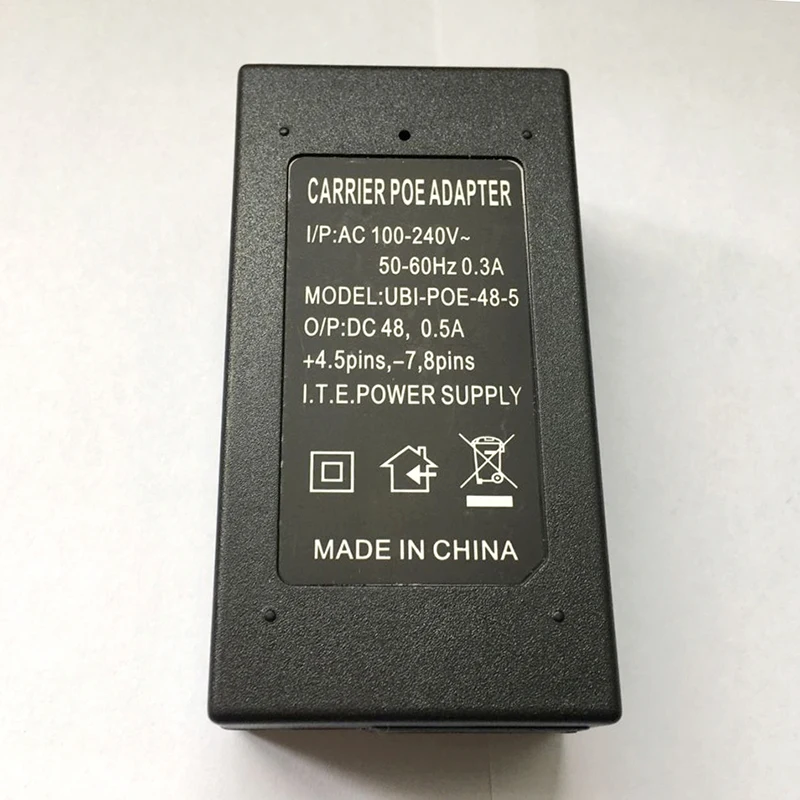 CARRIER POE ADAPTER
I/P:AC 100-240V~
50-60Hz 0.3A
MODEL:UBI-POE-48-5
O/P:DC 48, 0.5A
+4.5pins,-7,8pins
I.T.E.POWER SUPPLY
MADE IN CHINA